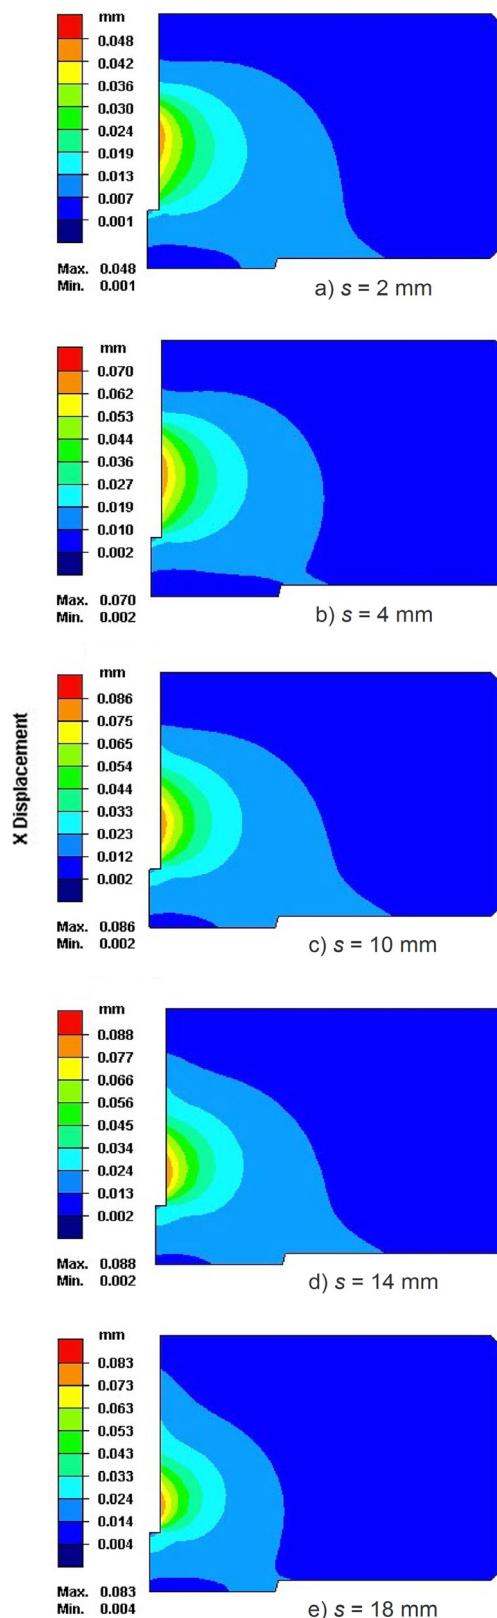 X Displacement
mm
0.048
0.042
0.036
0.030
0.024
0.019
0.013
0.007
0.001
Max. 0.048
Min. 0.001
a) s = 2 mm
mm
0.070
0.062
0.053
0.044
0.036
0.027
0.019
0.010
0.002
Max. 0.070
Min. 0.002
b) s = 4 mm
mm
0.086
0.075
0.065
0.054
0.044
0.033
0.023
0.012
0.002
Max. 0.086
Min. 0.002
c) s = 10 mm
mm
0.088
0.077
0.066
0.056
0.045
0.034
0.024
0.013
0.002
Max. 0.088
Min. 0.002
d) s = 14 mm
mm
0.083
0.073
0.063
0.053
0.043
0.033
0.024
0.014
0.004
Max. 0.083
Min. 0.004
e) s = 18 mm